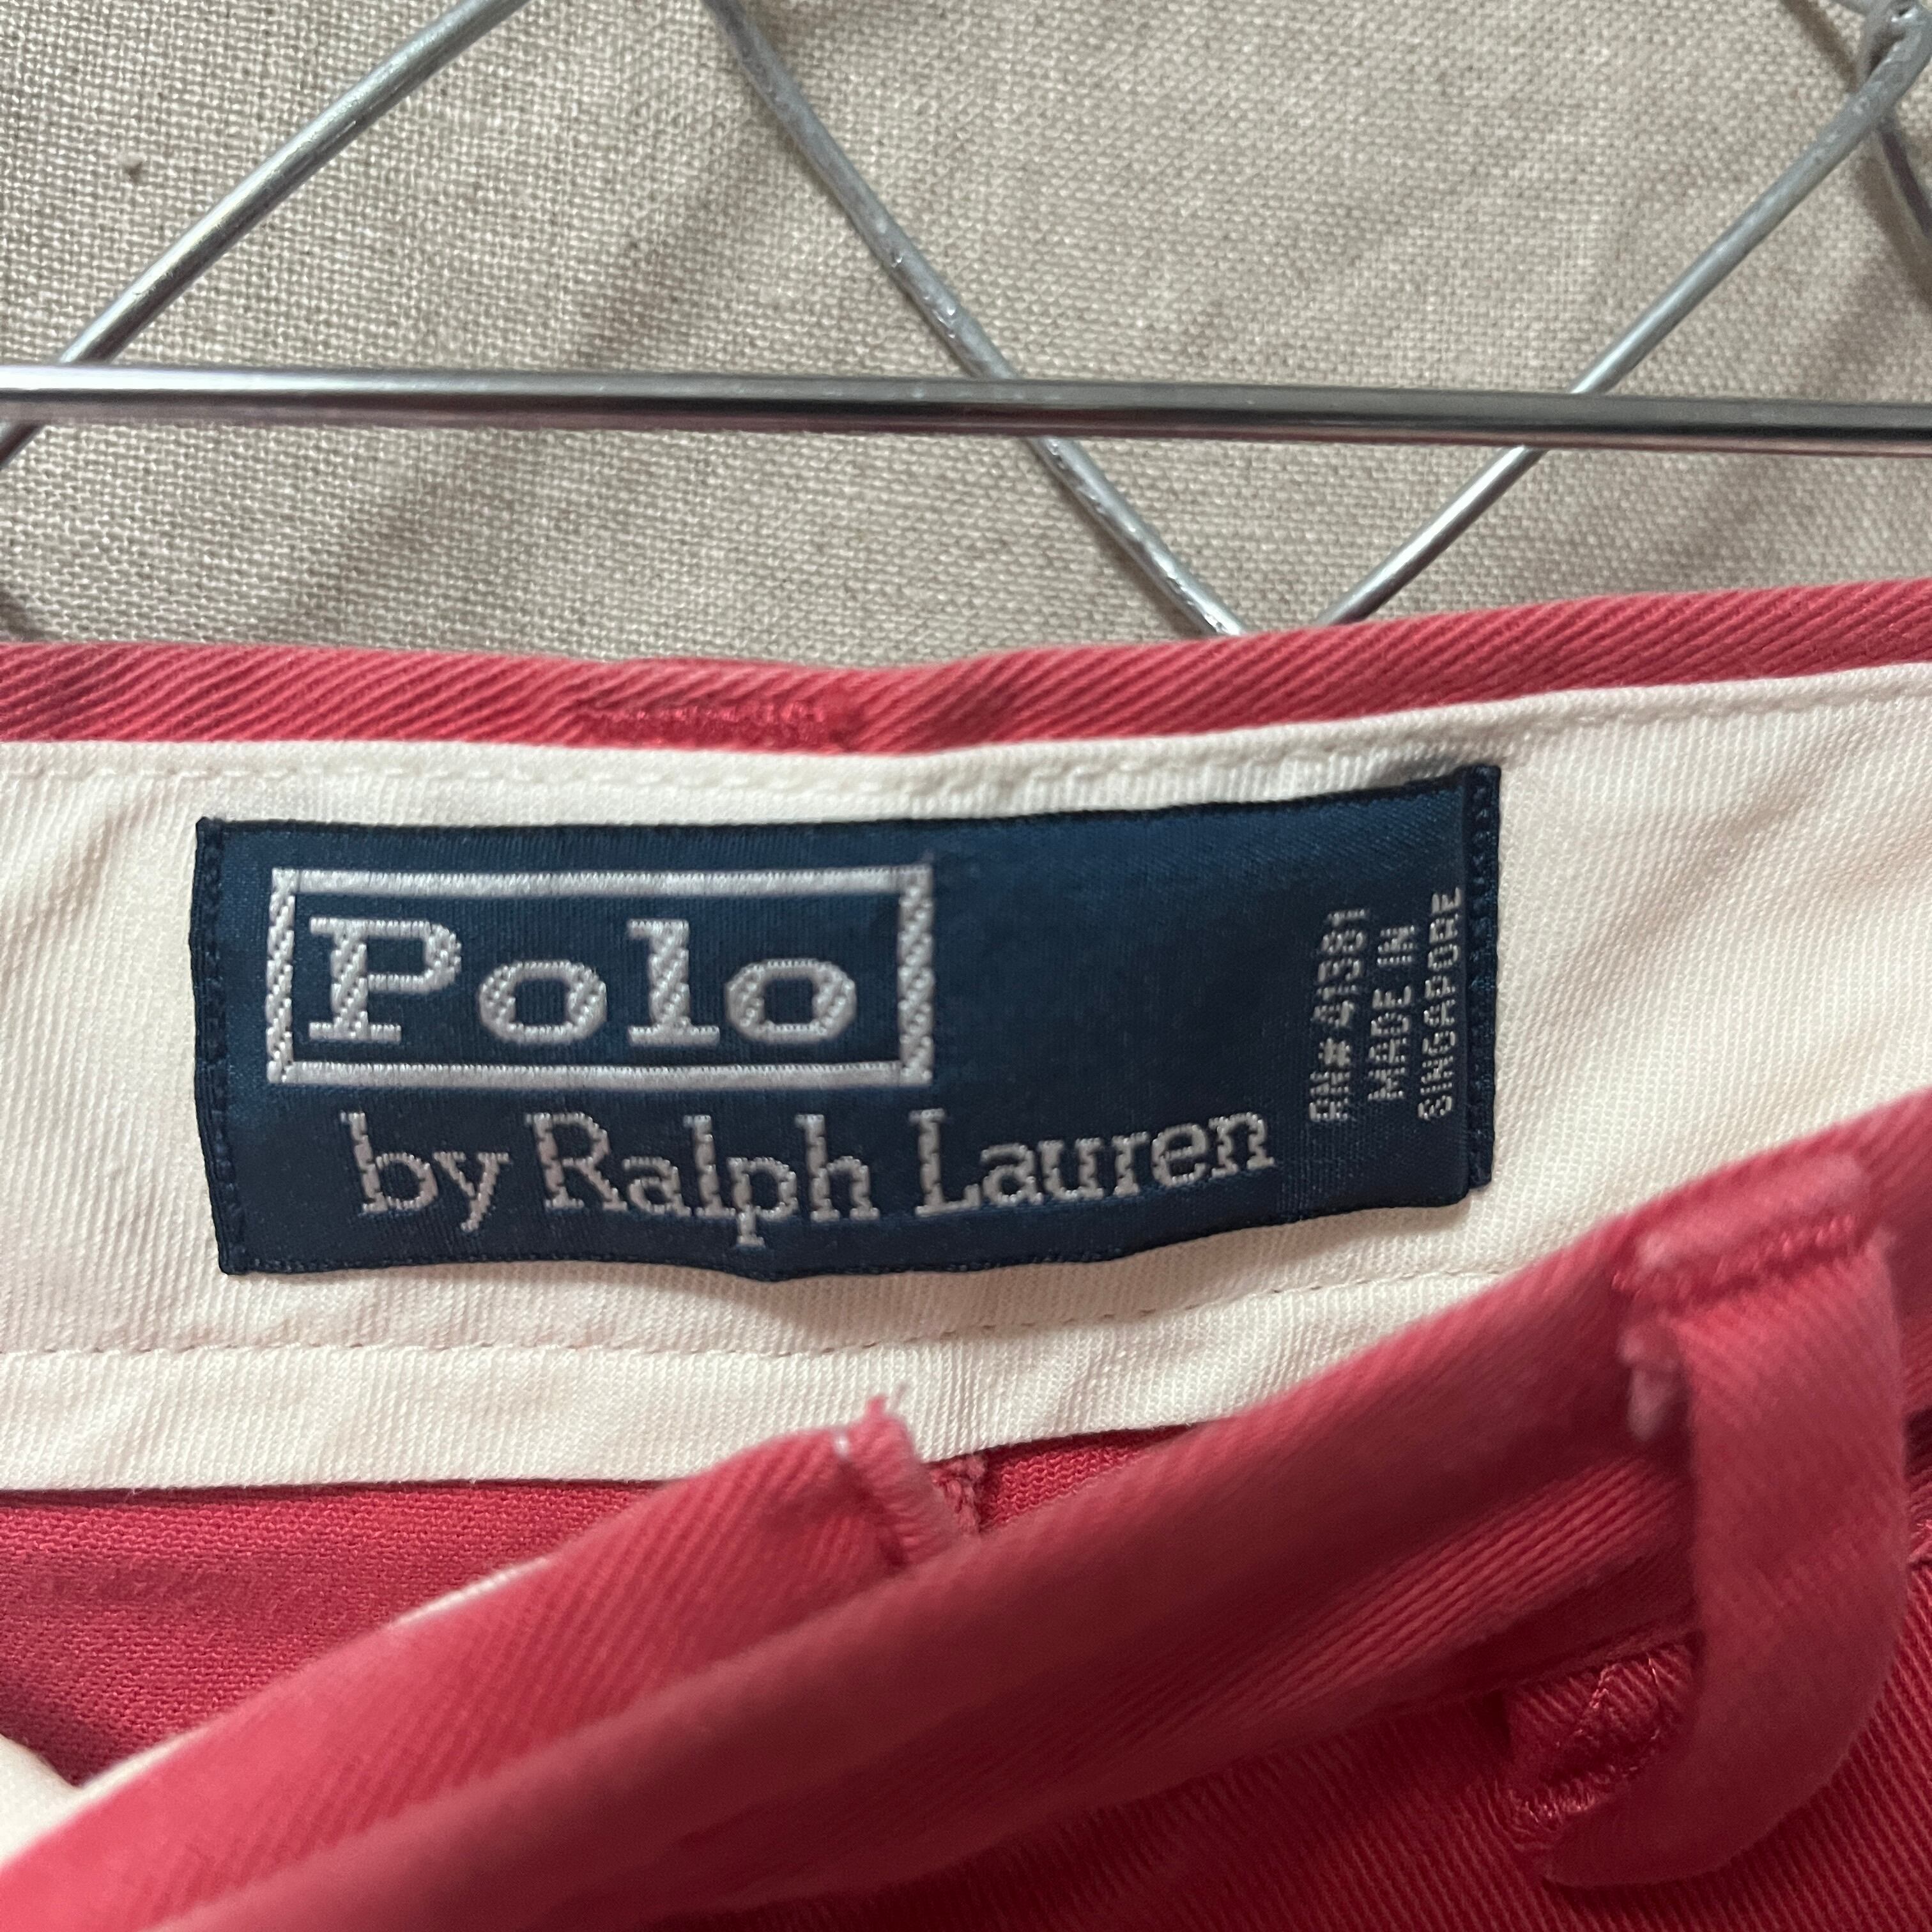 Polo
by Ralph Lauren
RN# 41381
MADE IN
SINGAPORE